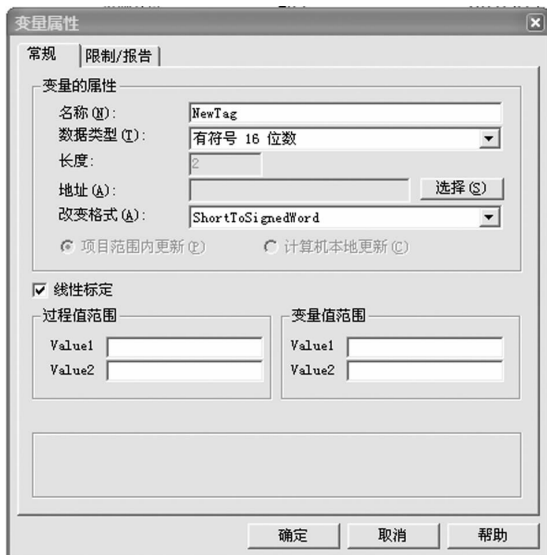 变量属性
常规 限制/报告
变量的属性
名称(N): NewTag
数据类型(T): 有符号 16 位数
长度: 2
地址(A): 选择(S)
改变格式(A): ShortToSignedWord
项目范围内更新(P) 计算机本地更新(C)
线性标定
过程值范围 变量值范围
Value1 Value1
Value2 Value2
确定 取消 帮助